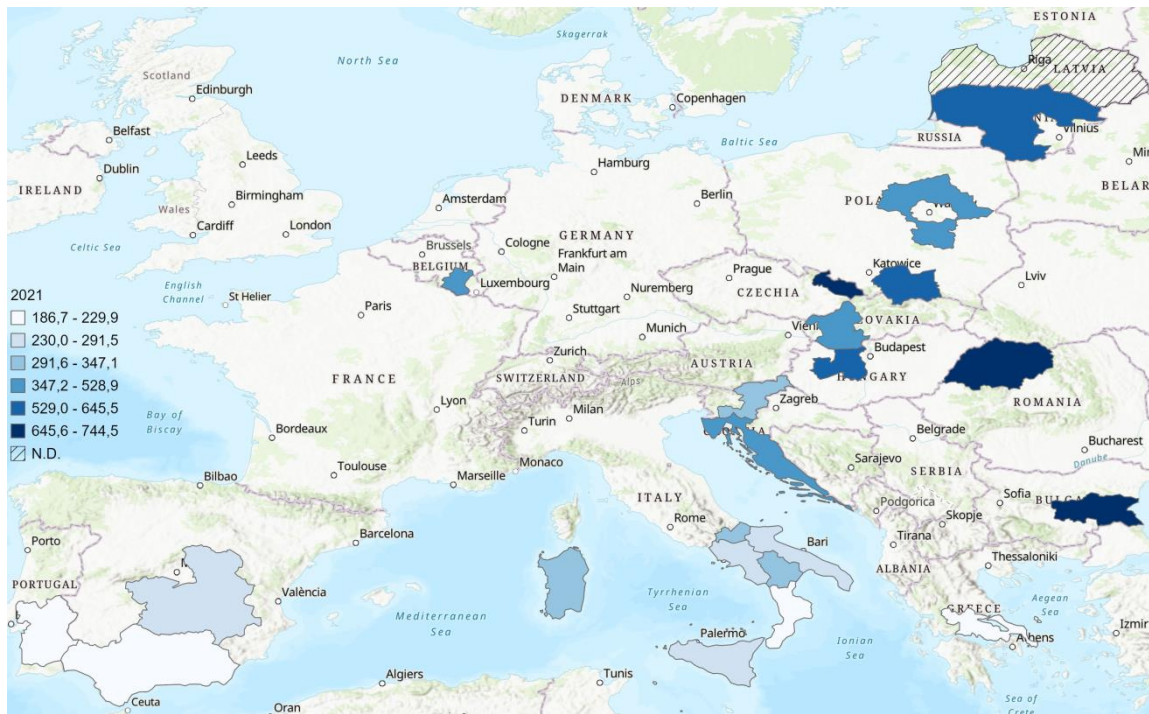 ESTONIA
Skagerrak
North Sea
Scotland
Edinburgh
Riga
LATVIA
DENMARK
Copenhagen
Belfast
Baltic Sea
RUSSIA
Vilnius
Dublin
Leeds
IRELAND
Hamburg
Birmingham
Berlin
Wales
Amsterdam
Cardiff
London
GERMANY
Celtic Sea
Brussels
Cologne
Frankfurt am
Main
BELGIUM
Katowice
Luxembourg
Prague
Lviv
English
Channel
CZECHIA
Nuremberg
St Helier
Paris
Stuttgart
2021
186,7 - 229,9
230,0 - 291,5
291,6 - 347,1
347,2 - 528,9
529,0 - 645,5
645,6 - 744,5
N.D.
Munich
Budapest
Zurich
AUSTRIA
FRANCE
SWITZERLAND
Alps
ROMANIA
Zagreb
Lyon
Milan
Turin
Bay of
Biscay
Belgrade
Bordeaux
Bucharest
Danube
Sarajevo
SERBIA
Toulouse
Monaco
Marseille
Bilbao
ITALY
Podgorica
Sofia
Rome
Skopje
Porto
Barcelona
Bari
Tirana
Thessaloniki
PORTUGAL
ALBANIA
València
Tyrrhenian
Sea
Mediterranean
Sea
Aegean
Sea
GREECE
Palermo
Ionian
Sea
Athens
Izmir
Algiers
Tunis
Ceuta
Oran
Sea of
Crete